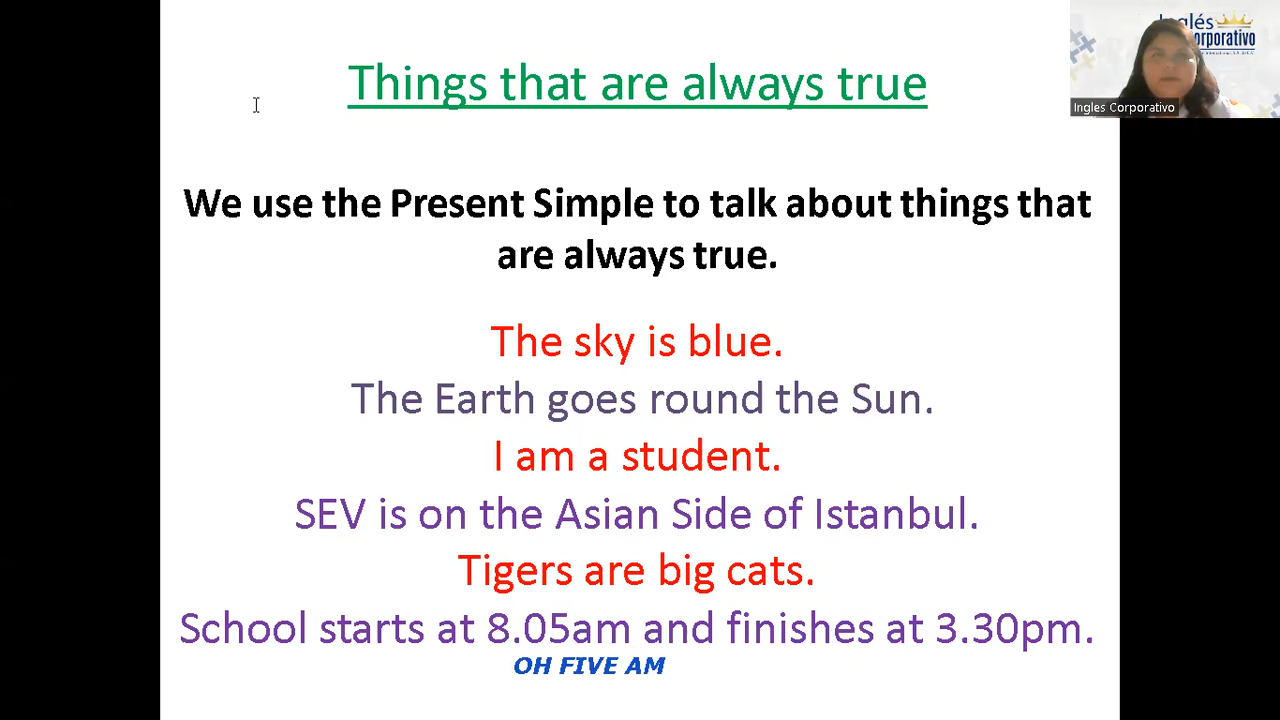 Things that are always true
Inglés
Corporativo
Ingles Corporativo
We use the Present Simple to talk about things that
are always true.
The sky is blue.
The Earth goes round the Sun.
I am a student.
SEV is on the Asian Side of Istanbul.
Tigers are big cats.
School starts at 8.05am and finishes at 3.30pm.
OH FIVE AM